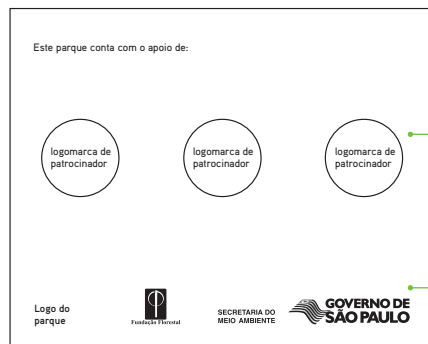 Este parque conta com o apoio de:
logomarca de
patrocinador
logomarca de
patrocinador
logomarca de
patrocinador
Logo do
parque
Fundação Florestal
SECRETARIA DO
MEIO AMBIENTE
GOVERNO DE
SÃO PAULO